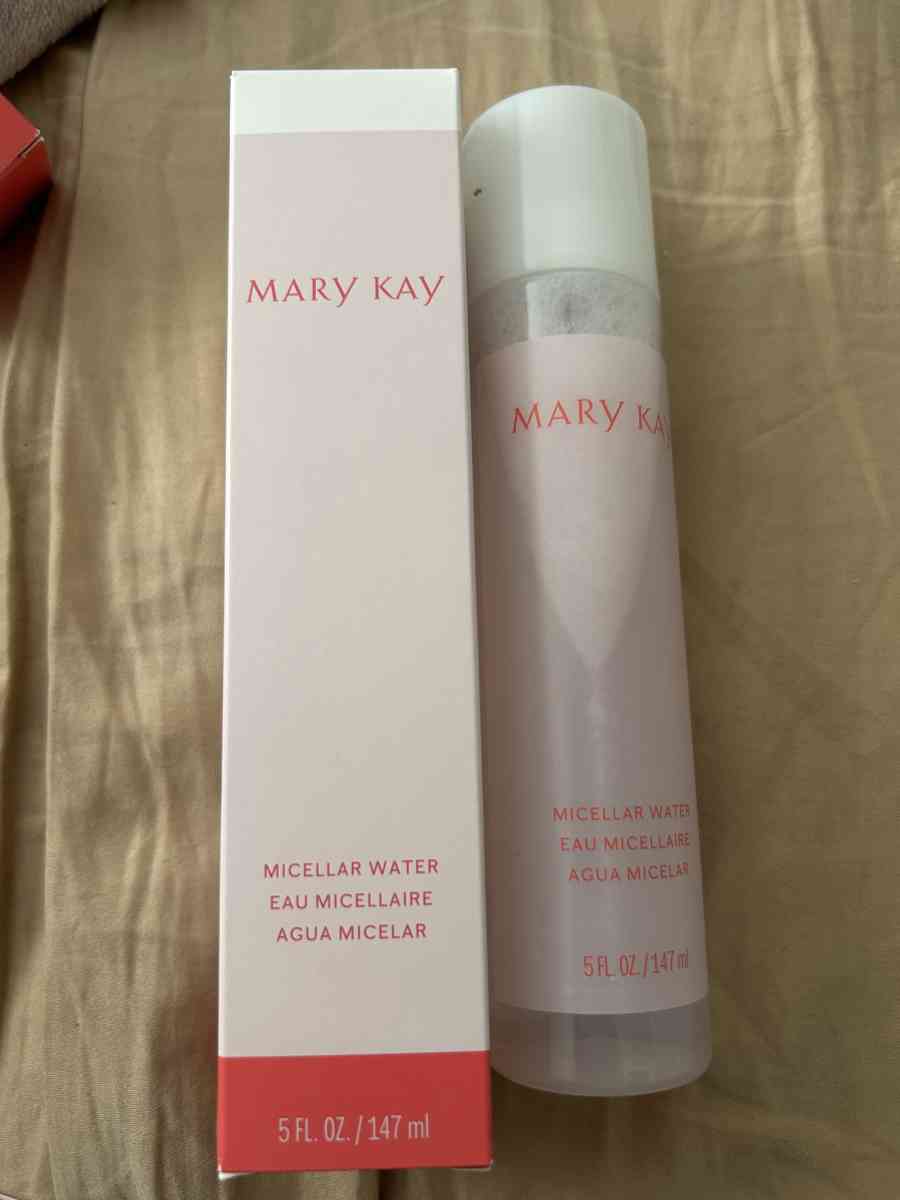 MARY KAY
MICELLAR WATER
EAU MICELLAIRE
AGUA MICELAR
5 FL. OZ. / 147 ml
MARY KAY
MICELLAR WATER
EAU MICELLAIRE
AGUA MICELAR
5 FL. OZ. / 147 ml